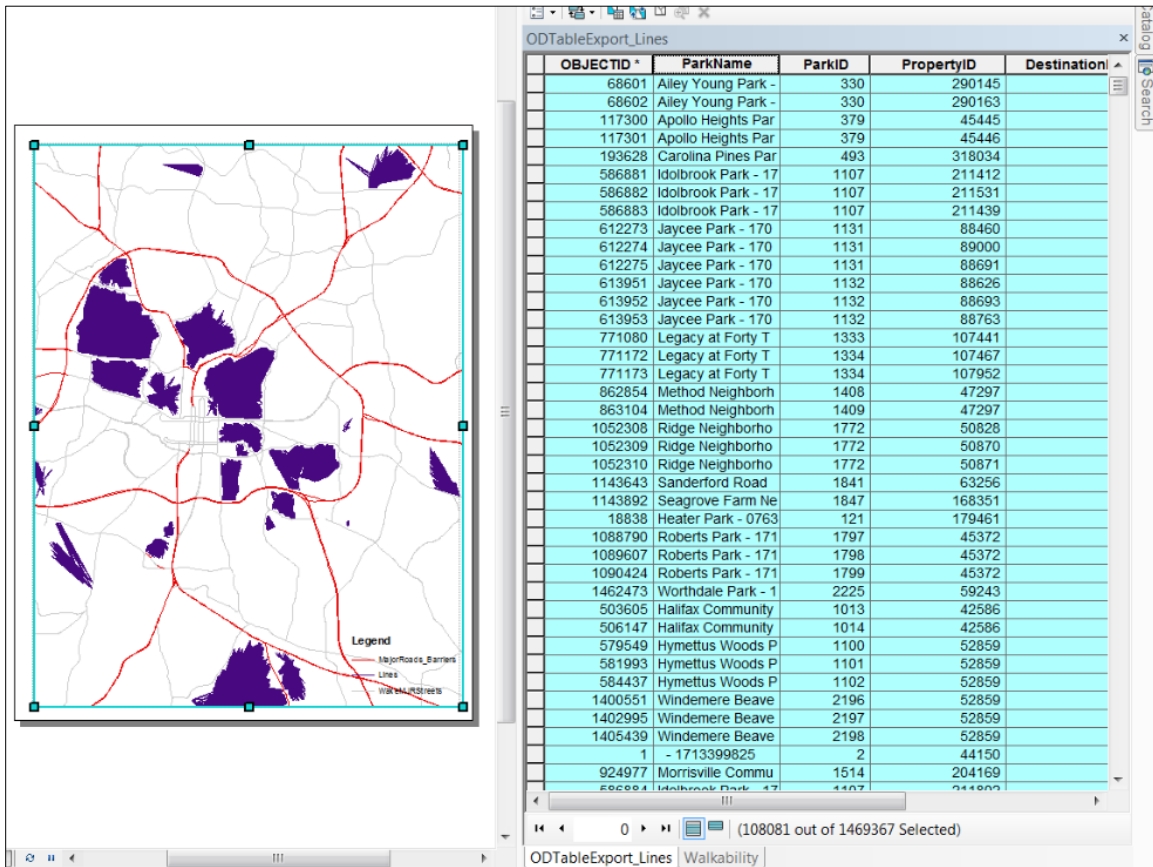 Legend
MajorRoads_Barriers
Lines
WakeMJRStreets
ODTableExport_Lines ×
OBJECTID * ParkName ParkID PropertyID DestinationI
68601 Ailey Young Park - 330 290145
68602 Ailey Young Park - 330 290163
117300 Apollo Heights Par 379 45445
117301 Apollo Heights Par 379 45446
193628 Carolina Pines Par 493 318034
586881 Idolbrook Park - 17 1107 211412
586882 Idolbrook Park - 17 1107 211531
586883 Idolbrook Park - 17 1107 211439
612273 Jaycee Park - 170 1131 88460
612274 Jaycee Park - 170 1131 89000
612275 Jaycee Park - 170 1131 88691
613951 Jaycee Park - 170 1132 88626
613952 Jaycee Park - 170 1132 88693
613953 Jaycee Park - 170 1132 88763
771080 Legacy at Forty T 1333 107441
771172 Legacy at Forty T 1334 107467
771173 Legacy at Forty T 1334 107952
862854 Method Neighborh 1408 47297
863104 Method Neighborh 1409 47297
1052308 Ridge Neighborho 1772 50828
1052309 Ridge Neighborho 1772 50870
1052310 Ridge Neighborho 1772 50871
1143643 Sanderford Road 1841 63256
1143892 Seagrove Farm Ne 1847 168351
18838 Heater Park - 0763 121 179461
1088790 Roberts Park - 171 1797 45372
1089607 Roberts Park - 171 1798 45372
1090424 Roberts Park - 171 1799 45372
1462473 Worthdale Park - 1 2225 59243
503605 Halifax Community 1013 42586
506147 Halifax Community 1014 42586
579549 Hymettus Woods P 1100 52859
581993 Hymettus Woods P 1101 52859
584437 Hymettus Woods P 1102 52859
1400551 Windemere Beave 2196 52859
1402995 Windemere Beave 2197 52859
1405439 Windemere Beave 2198 52859
1 - 1713399825 2 44150
924977 Morrisville Commu 1514 204169
586884 Idolbrook Park - 17 1107 211802
0 (108081 out of 1469367 Selected)
ODTableExport_Lines Walkability
Catalog
Search